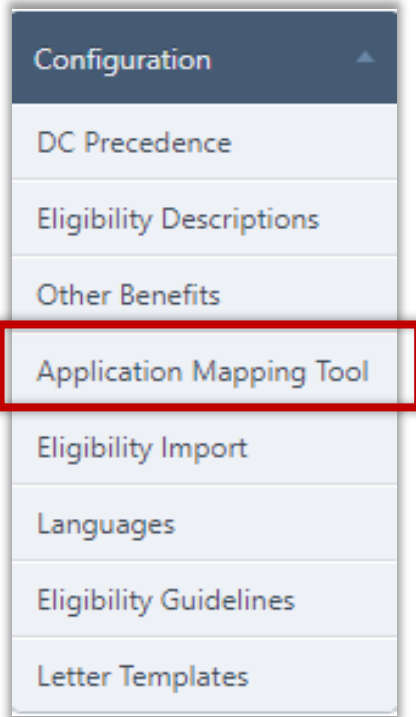 Configuration
DC Precedence
Eligibility Descriptions
Other Benefits
Application Mapping Tool
Eligibility Import
Languages
Eligibility Guidelines
Letter Templates